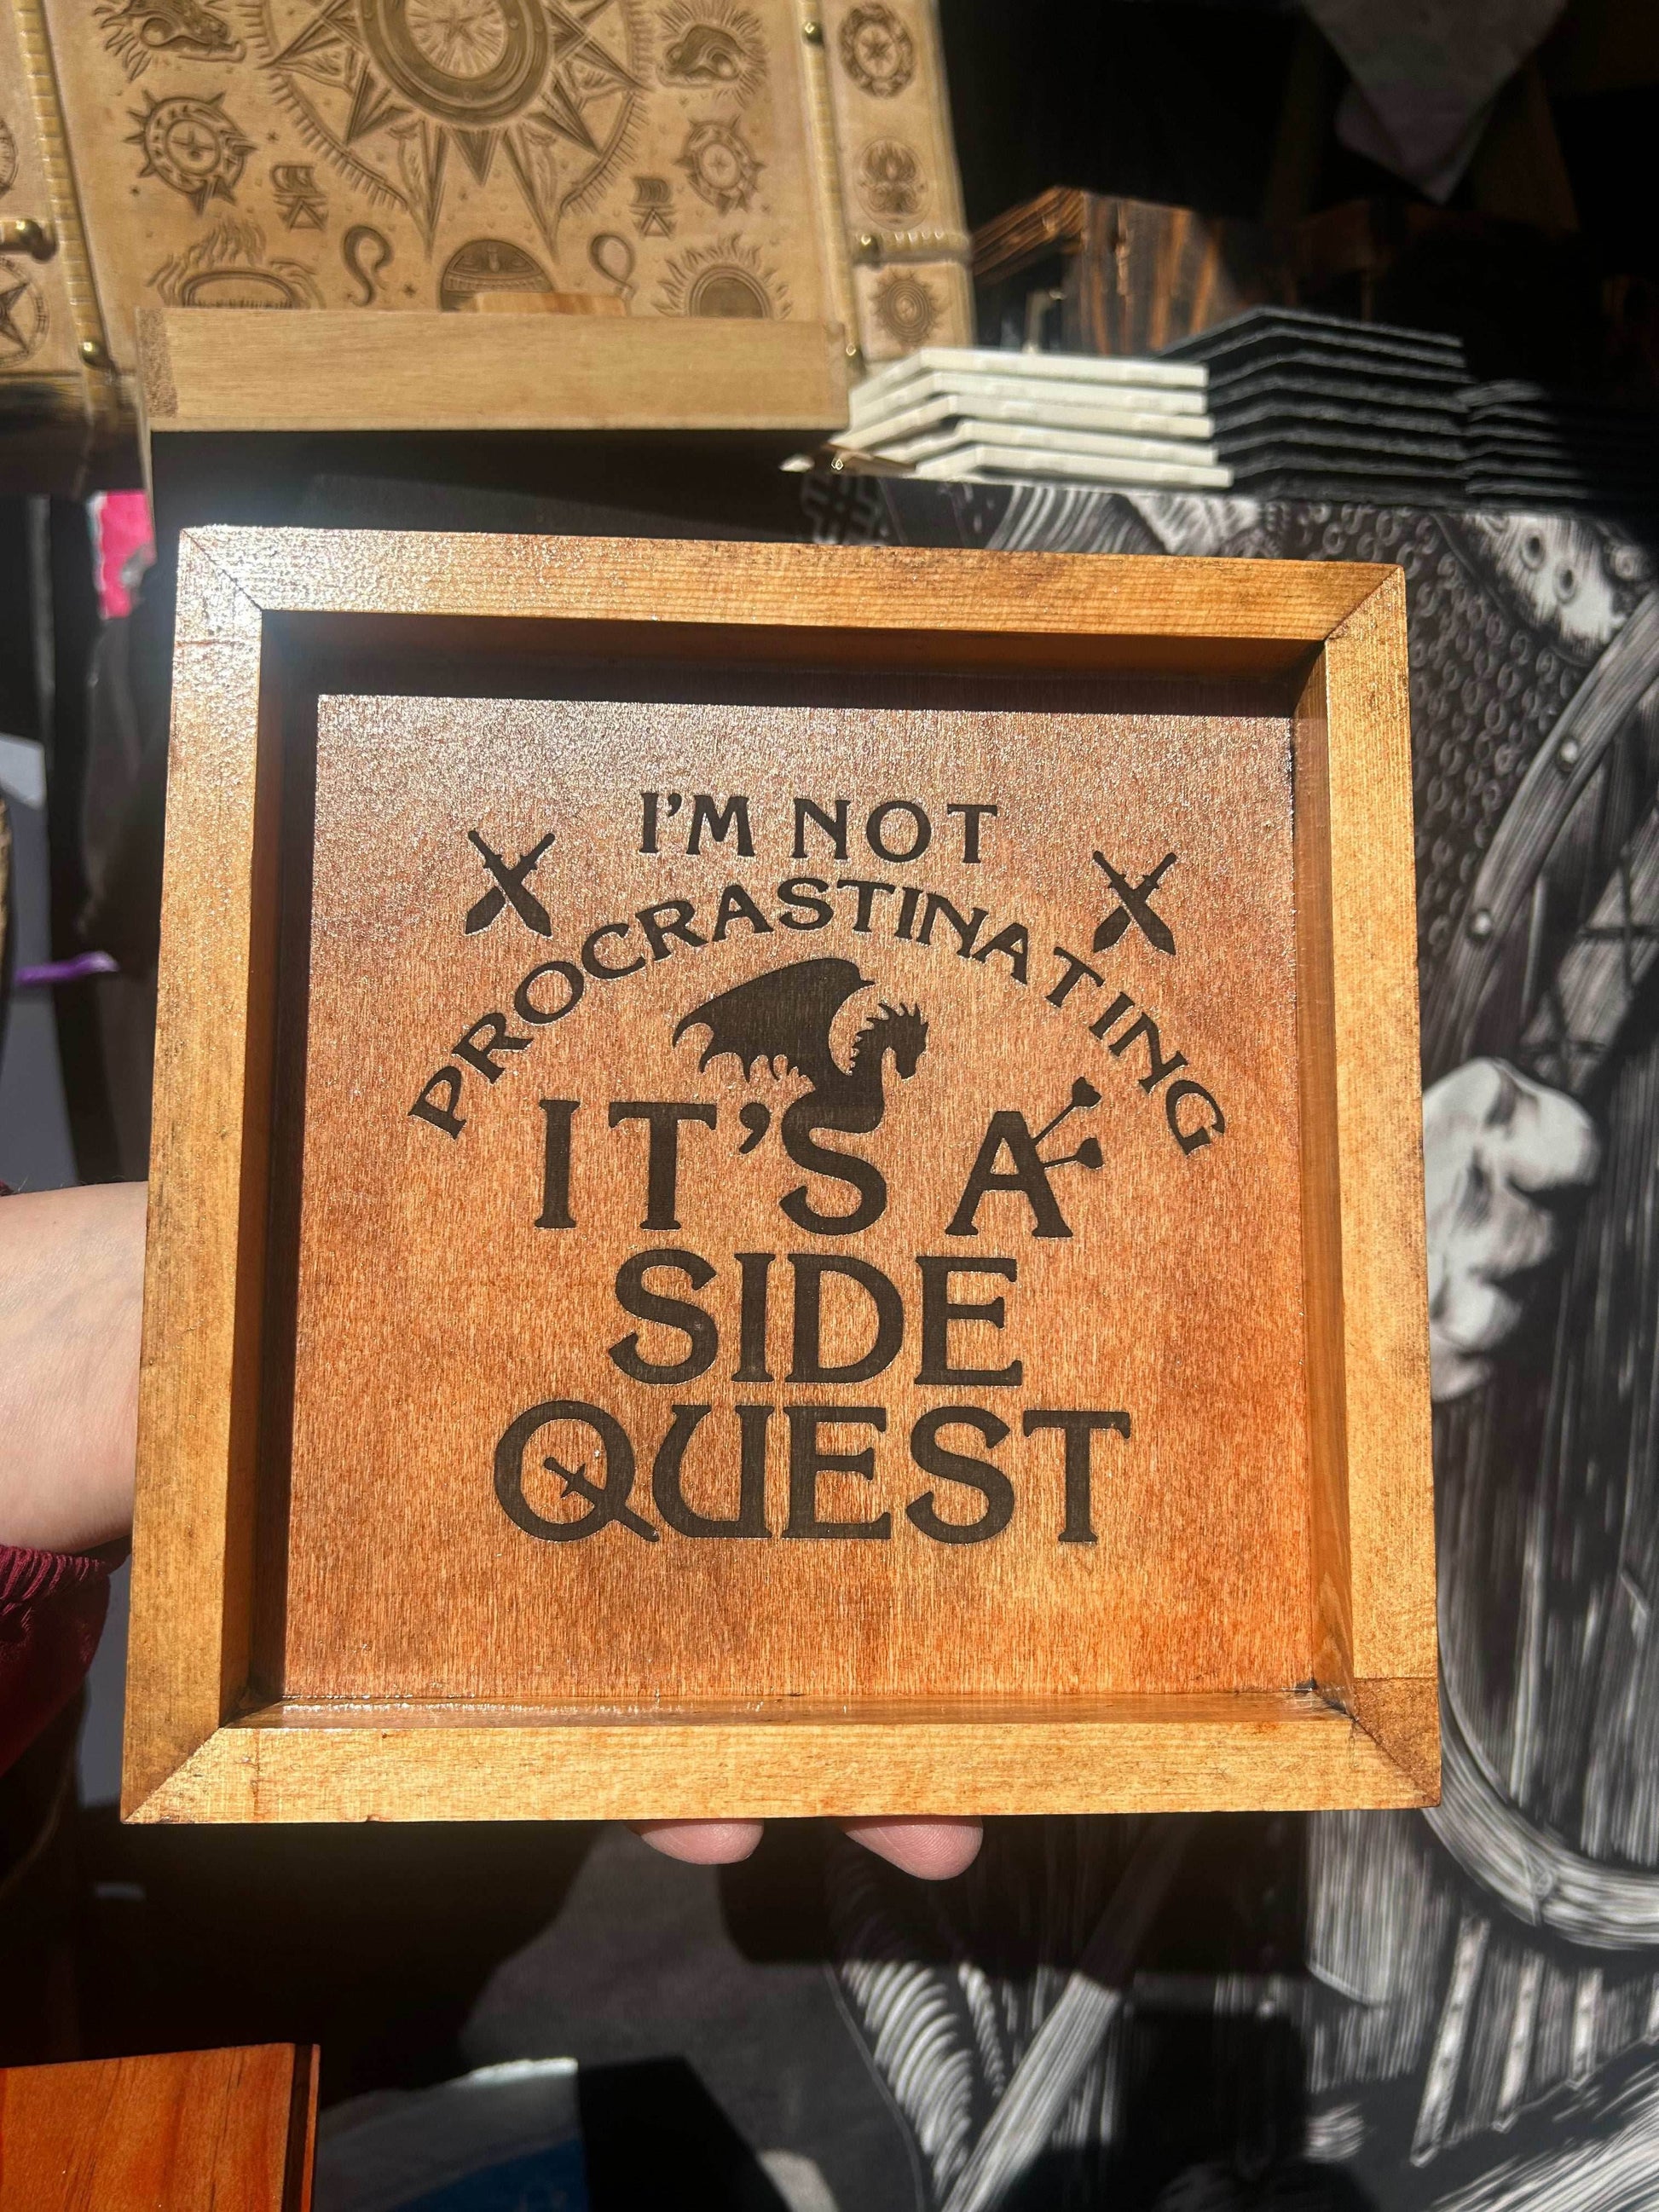 I'M NOT
PROCRASTINATING
IT'S A
SIDE
QUEST